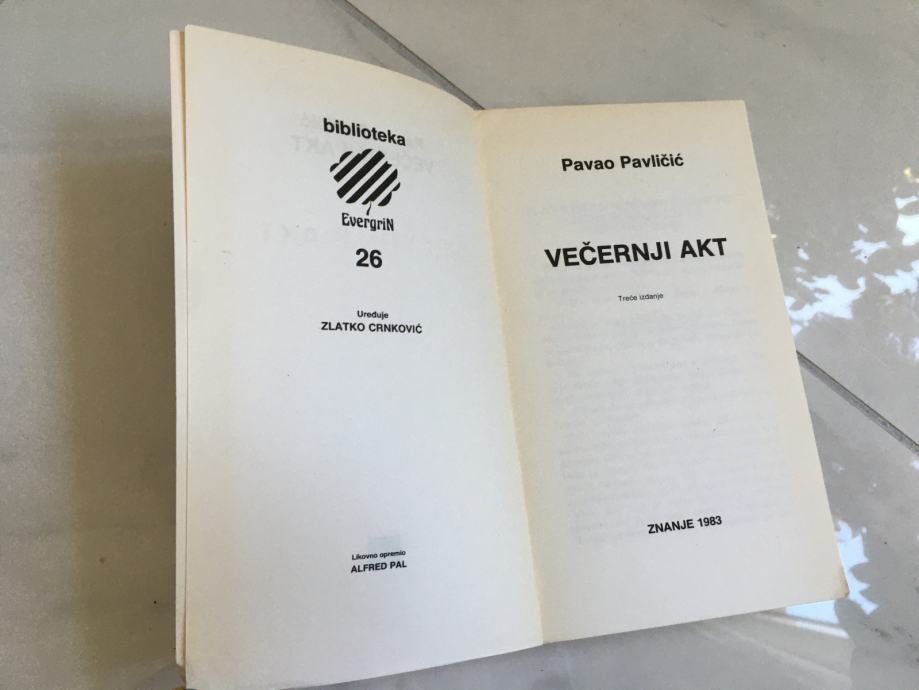 biblioteka
EvergriN
26
Uređuje
ZLATKO CRNKOVIĆ
Likovno opremio
ALFRED PAL
Pavao Pavličić
VEČERNJI AKT
Treće izdanje
ZNANJE 1983